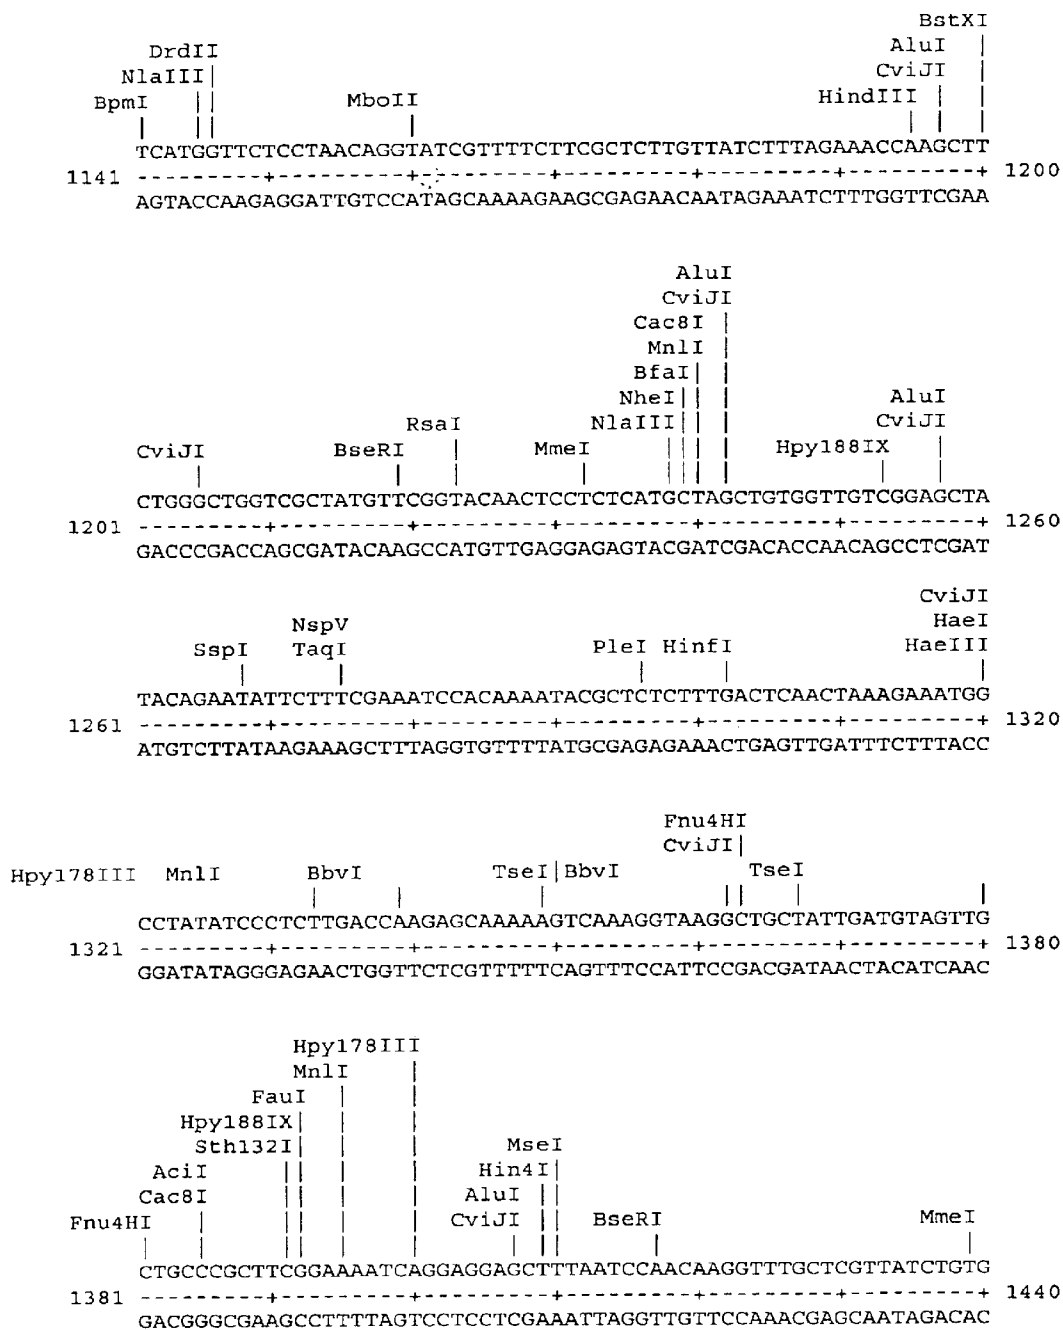 BstXI
DrdII AluI
NlaIII CviJI
BpmI MboII HindIII
TCATGGTTCTCCTAACAGGTATCGTTTTCTTCGCTCTTGTTATCTTTAGAAACCAAGCTT
1141 ---------+---------+---------+---------+---------+---------+ 1200
AGTACCAAGAGGATTGTCCATAGCAAAAGAAGCGAGAACAATAGAAATCTTTGGTTCGAA
AluI
CviJI
Cac8I
MnlI
BfaI
NheI AluI
RsaI NlaIII CviJI
CviJI BseRI MmeI Hpy188IX
CTGGGCTGGTCGCTATGTTCGGTACAACTCCTCTCATGCTAGCTGTGGTTGTCGGAGCTA
1201 ---------+---------+---------+---------+---------+---------+ 1260
GACCCGACCAGCGATACAAGCCATGTTGAGGAGAGTACGATCGACACCAACAGCCTCGAT
CviJI
NspV HaeI
SspI TaqI PleI HinfI HaeIII
TACAGAATATTCTTTCGAAATCCACAAAATACGCTCTCTTTGACTCAACTAAAGAAATGG
1261 ---------+---------+---------+---------+---------+---------+ 1320
ATGTCTTATAAGAAAGCTTTAGGTGTTTTATGCGAGAGAAACTGAGTTGATTTCTTTACC
Fnu4HI
CviJI
Hpy178III MnlI BbvI TseI BbvI TseI
CCTATATCCCTCTTGACCAAGAGCAAAAAGTCAAAGGTAAGGCTGCTATTGATGTAGTTG
1321 ---------+---------+---------+---------+---------+---------+ 1380
GGATATAGGGAGAACTGGTTCTCGTTTTTCAGTTTCCATTCCGACGATAACTACATCAAC
Hpy178III
MnlI
FauI
Hpy188IX
Sth132I MseI
AciI Hin4I
Cac8I AluI
Fnu4HI CviJI BseRI MmeI
CTGCCCGCTTCGGAAAATCAGGAGGAGCTTTAATCCAACAAGGTTTGCTCGTTATCTGTG
1381 ---------+---------+---------+---------+---------+---------+ 1440
GACGGGCGAAGCCTTTTAGTCCTCCTCGAAATTAGGTTGTTCCAAACGAGCAATAGACAC